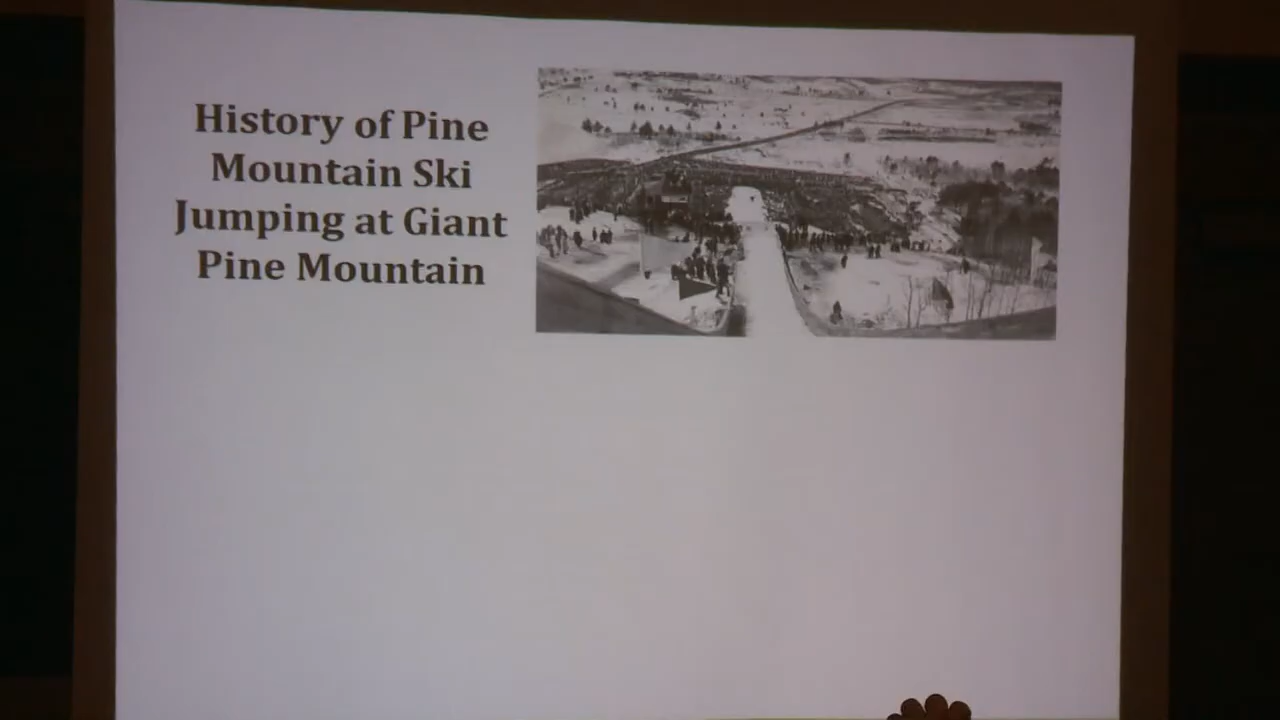 History of Pine
Mountain Ski
Jumping at Giant
Pine Mountain